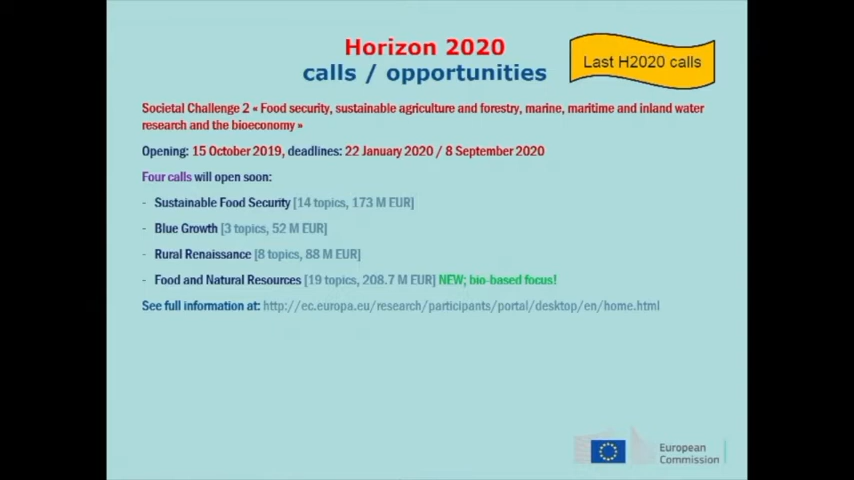 Horizon 2020
calls / opportunities
Last H2020 calls
Societal Challenge 2 « Food security, sustainable agriculture and forestry, marine, maritime and inland water
research and the bioeconomy »
Opening: 15 October 2019, deadlines: 22 January 2020 / 8 September 2020
Four calls will open soon:
- Sustainable Food Security [14 topics, 173 M EUR]
- Blue Growth [3 topics, 52 M EUR]
- Rural Renaissance [8 topics, 88 M EUR]
- Food and Natural Resources [19 topics, 208.7 M EUR] NEW; bio-based focus!
See full information at: http://ec.europa.eu/research/participants/portal/desktop/en/home.html
European
Commission